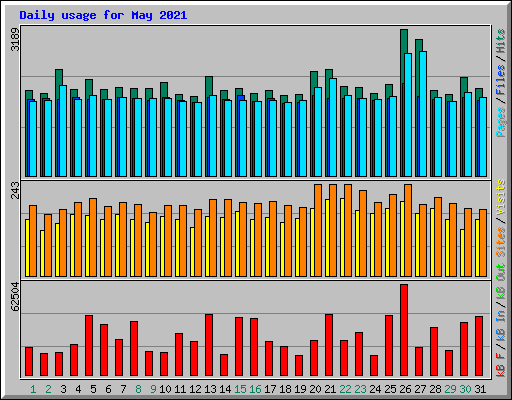 Daily usage for May 2021
3189
243
62504
Pages / Files / Hits
Sites / Visits
kB F / kB In / kB Out
1 2 3 4 5 6 7 8 9 10 11 12 13 14 15 16 17 18 19 20 21 22 23 24 25 26 27 28 29 30 31